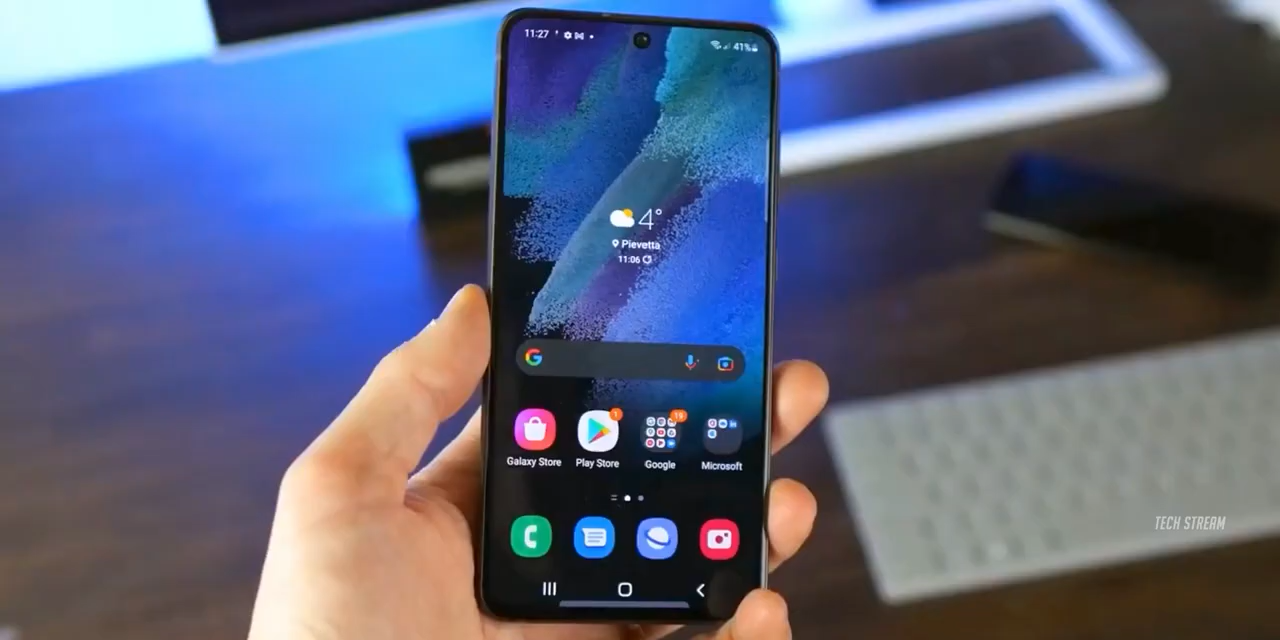 11:27
41%
4°
Pievetta
11:06
G
1
19
Galaxy Store
Play Store
Google
Microsoft
TECH STREAM